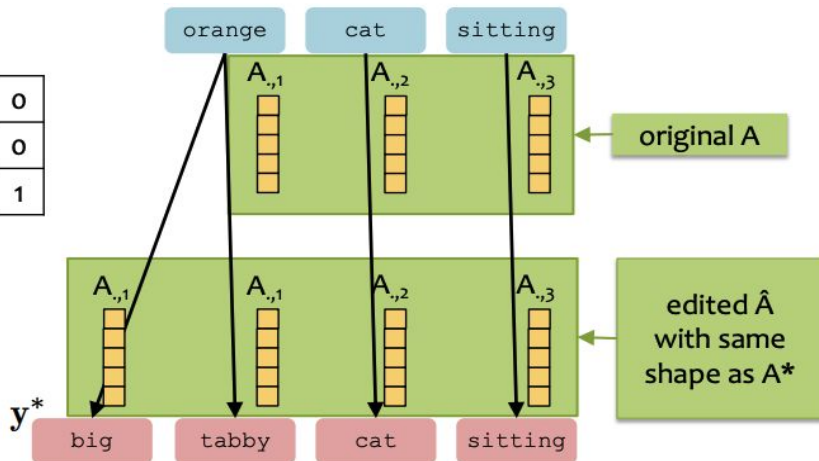 orange cat sitting
0
0
1
A.,1 A.,2 A.,3
original A
A.,1 A.,1 A.,2 A.,3
edited Â
with same
shape as A*
y*
big tabby cat sitting